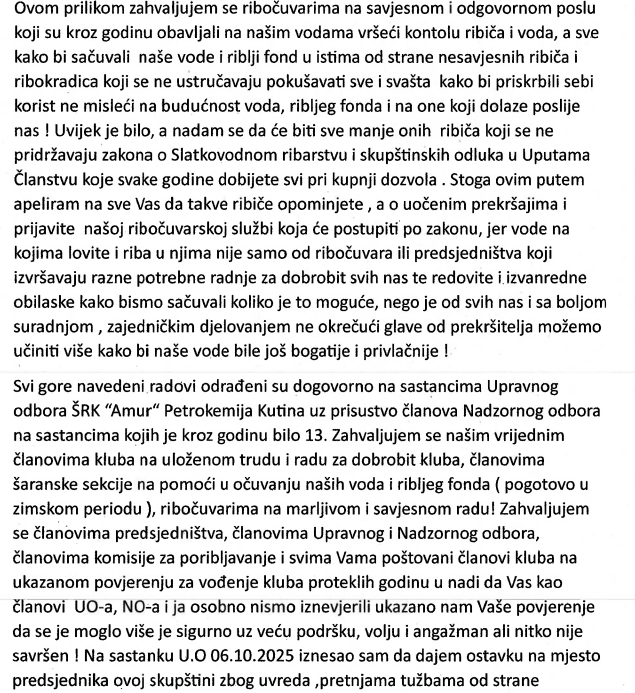 Ovom prilikom zahvaljujem se ribočuvarima na savjesnom i odgovornom poslu
koji su kroz godinu obavljali na našim vodama vršeći kontolu ribiča i voda, a sve
kako bi sačuvali naše vode i riblji fond u istima od strane nesavjesnih ribiča i
ribokradica koji se ne ustručavaju pokušavati sve i svašta kako bi priskrbili sebi
korist ne misleći na budućnost voda, ribljeg fonda i na one koji dolaze poslije
nas ! Uvijek je bilo, a nadam se da će biti sve manje onih ribiča koji se ne
pridržavaju zakona o Slatkovodnom ribarstvu i skupštinskih odluka u Uputama
Članstvu koje svake godine dobijete svi pri kupnji dozvola . Stoga ovim putem
apeliram na sve Vas da takve ribiče opominjete , a o uočenim prekršajima i
prijavite našoj ribočuvarskoj službi koja će postupiti po zakonu, jer vode na
kojima lovite i riba u njima nije samo od ribočuvara ili predsjedništva koji
izvršavaju razne potrebne radnje za dobrobit svih nas te redovite i izvanredne
obilaske kako bismo sačuvali koliko je to moguće, nego je od svih nas i sa boljom
suradnjom , zajedničkim djelovanjem ne okrečući glave od prekršitelja možemo
učiniti više kako bi naše vode bile još bogatije i privlačnije !
Svi gore navedeni radovi odrađeni su dogovorno na sastancima Upravnog
odbora ŠRK “Amur“ Petrokemija Kutina uz prisustvo članova Nadzornog odbora
na sastancima kojih je kroz godinu bilo 13. Zahvaljujem se našim vrijednim
članovima kluba na uloženom trudu i radu za dobrobit kluba, članovima
šaranske sekcije na pomoći u očuvanju naših voda i ribljeg fonda ( pogotovo u
zimskom periodu ), ribočuvarima na marljivom i savjesnom radu! Zahvaljujem
se članovima predsjedništva, članovima Upravnog i Nadzornog odbora,
članovima komisije za poribljavanje i svima Vama poštovani članovi kluba na
ukazanom povjerenju za vođenje kluba proteklih godinu u nadi da Vas kao
članovi UO-a, NO-a i ja osobno nismo iznevjerili ukazano nam Vaše povjerenje
da se je moglo više je sigurno uz veću podršku, volju i angažman ali nitko nije
savršen ! Na sastanku U.O 06.10.2025 iznesao sam da dajem ostavku na mjesto
predsjednika ovoj skupštini zbog uvreda ,pretnjama tužbama od strane